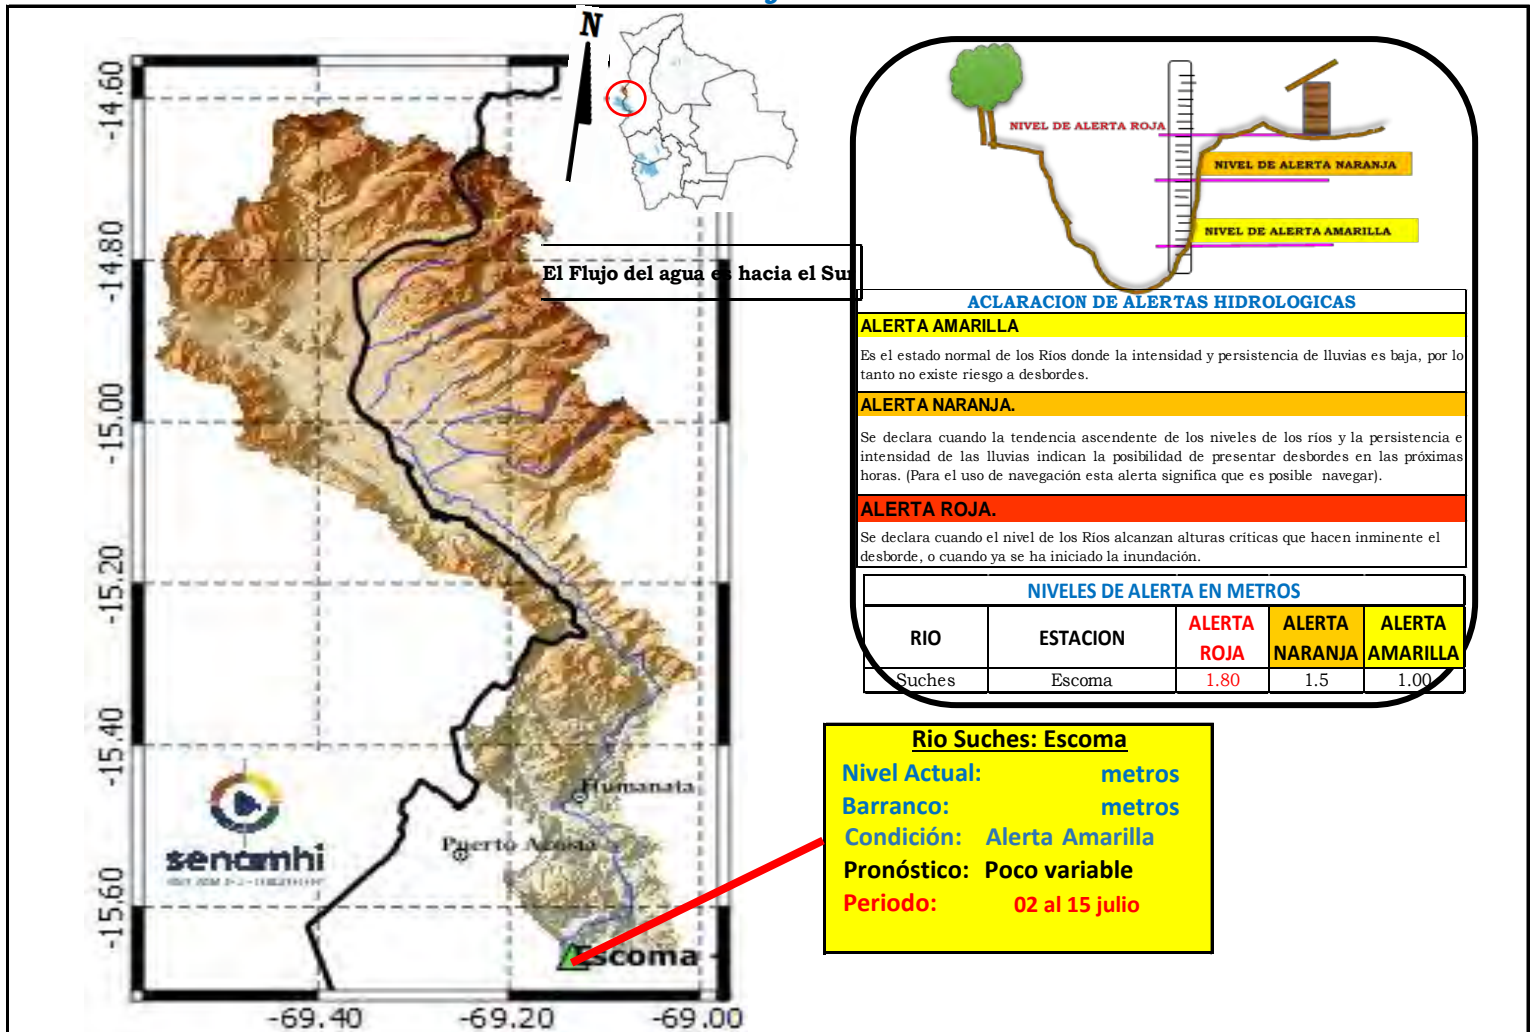 N
-14.60
-14.80
-15.00
-15.20
-15.40
-15.60
-69.40
-69.20
-69.00
El Flujo del agua es hacia el Sur
Humanata
Puerto Acosta
Escoma
senamhi
NIVEL DE ALERTA ROJA
NIVEL DE ALERTA NARANJA
NIVEL DE ALERTA AMARILLA
ACLARACION DE ALERTAS HIDROLOGICAS
ALERTA AMARILLA
Es el estado normal de los Ríos donde la intensidad y persistencia de lluvias es baja, por lo
tanto no existe riesgo a desbordes.
ALERTA NARANJA.
Se declara cuando la tendencia ascendente de los niveles de los ríos y la persistencia e
intensidad de las lluvias indican la posibilidad de presentar desbordes en las próximas
horas. (Para el uso de navegación esta alerta significa que es posible navegar).
ALERTA ROJA.
Se declara cuando el nivel de los Ríos alcanzan alturas críticas que hacen inminente el
desborde, o cuando ya se ha iniciado la inundación.
NIVELES DE ALERTA EN METROS
RIO ESTACION ALERTA ROJA ALERTA NARANJA ALERTA AMARILLA
Suches Escoma 1.80 1.5 1.00
Rio Suches: Escoma
Nivel Actual: metros
Barranco: metros
Condición: Alerta Amarilla
Pronóstico: Poco variable
Periodo: 02 al 15 julio